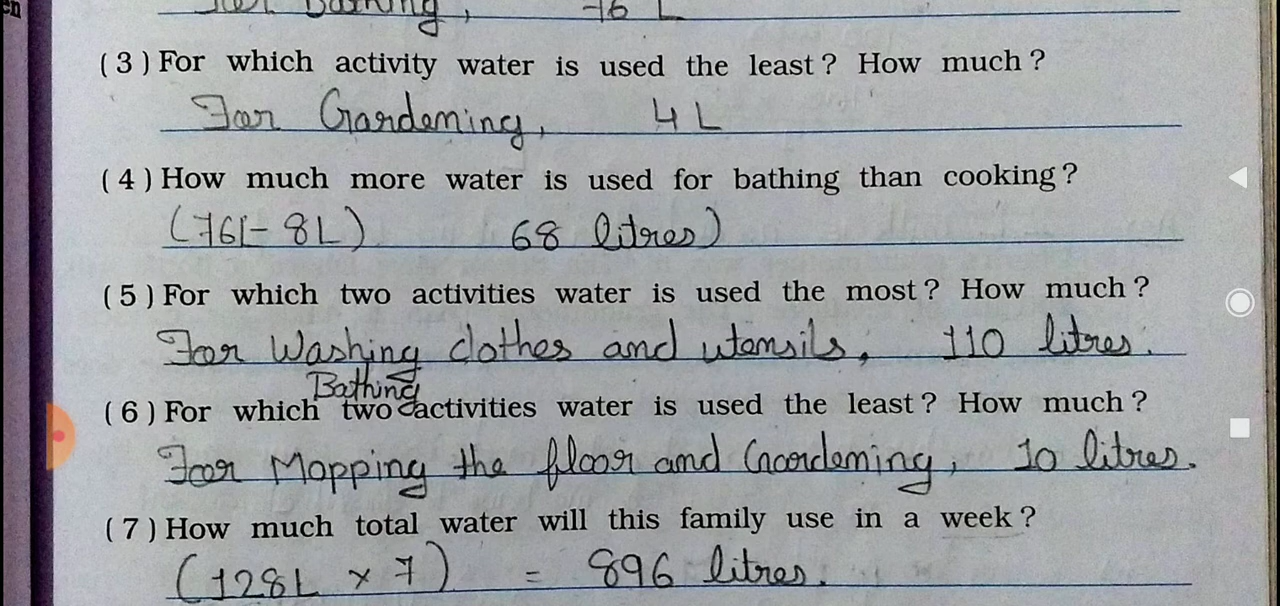 For Bathing, 76 L
(3) For which activity water is used the least? How much?
For Gardening, 4 L
(4) How much more water is used for bathing than cooking?
(76L- 8L) 68 litres)
(5) For which two activities water is used the most? How much?
For Washing clothes and utensils, 110 litres.
Bathing
(6) For which two activities water is used the least? How much?
For Mopping the floor and Gardening, 10 litres.
(7) How much total water will this family use in a week?
(128L x 7) = 896 litres.